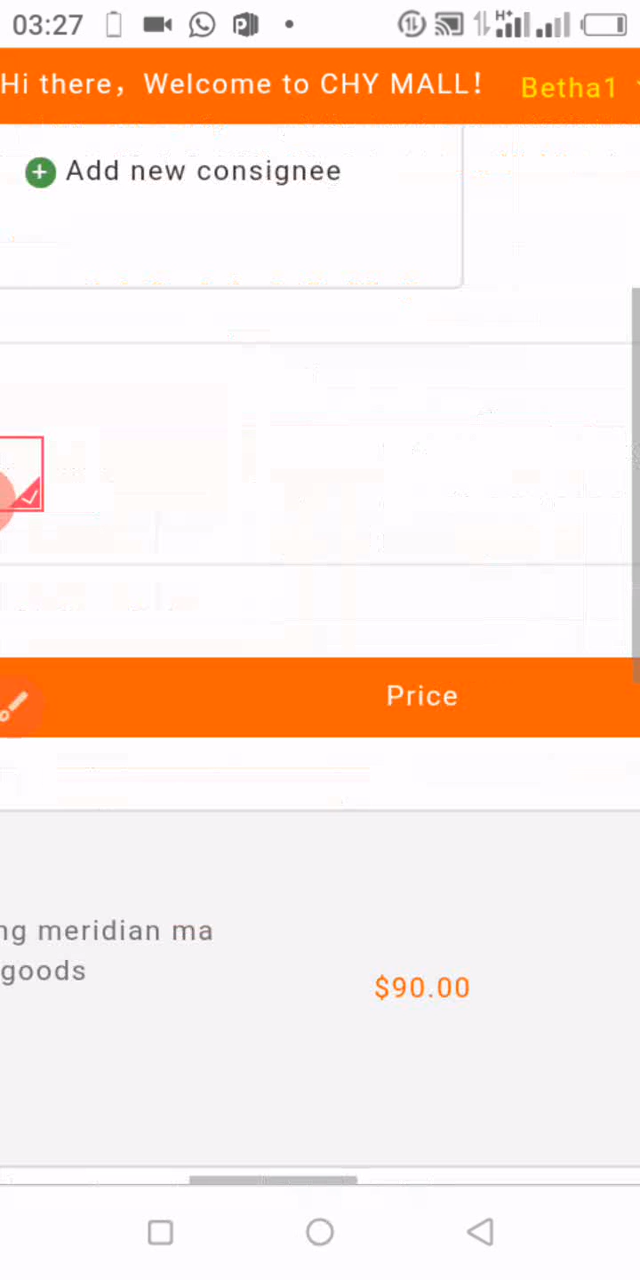 03:27
H+
Hi there， Welcome to CHY MALL！
Betha1
Add new consignee
Price
ng meridian ma
goods
$90.00